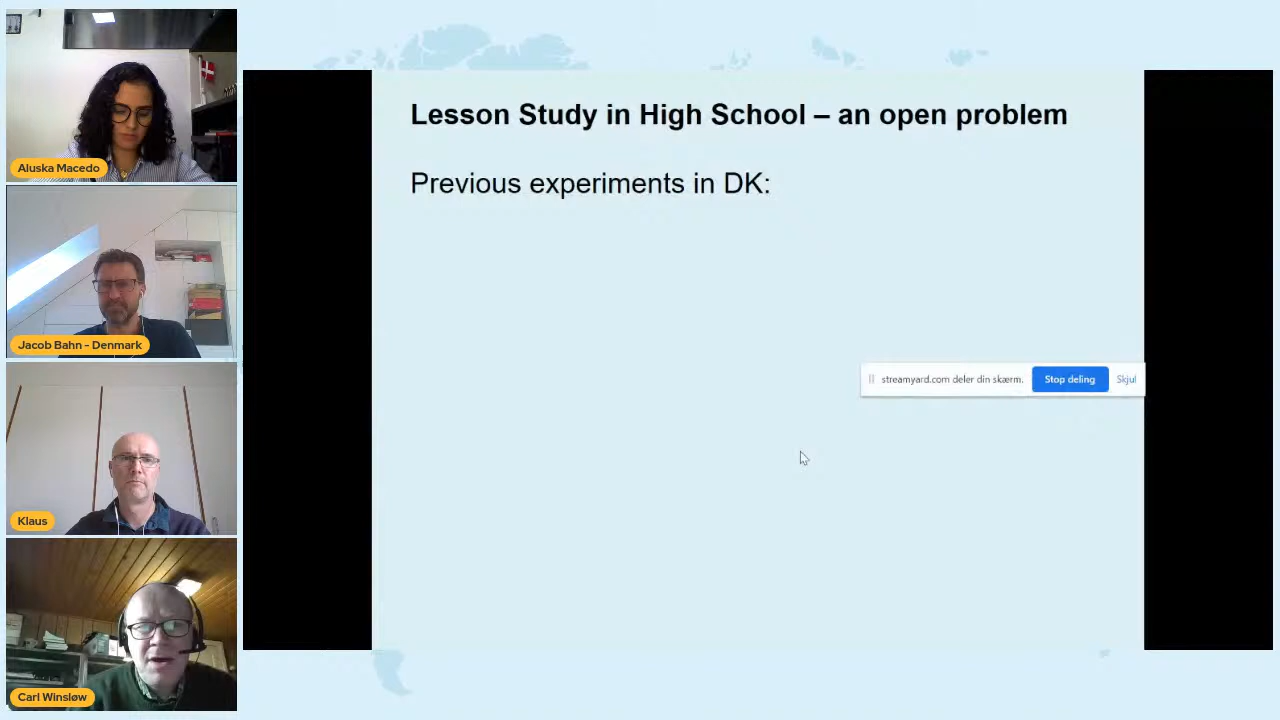 Aluska Macedo
Jacob Bahn - Denmark
Klaus
Carl Winsløw
Lesson Study in High School – an open problem
Previous experiments in DK:
streamyard.com deler din skærm.
Stop deling
Skjul